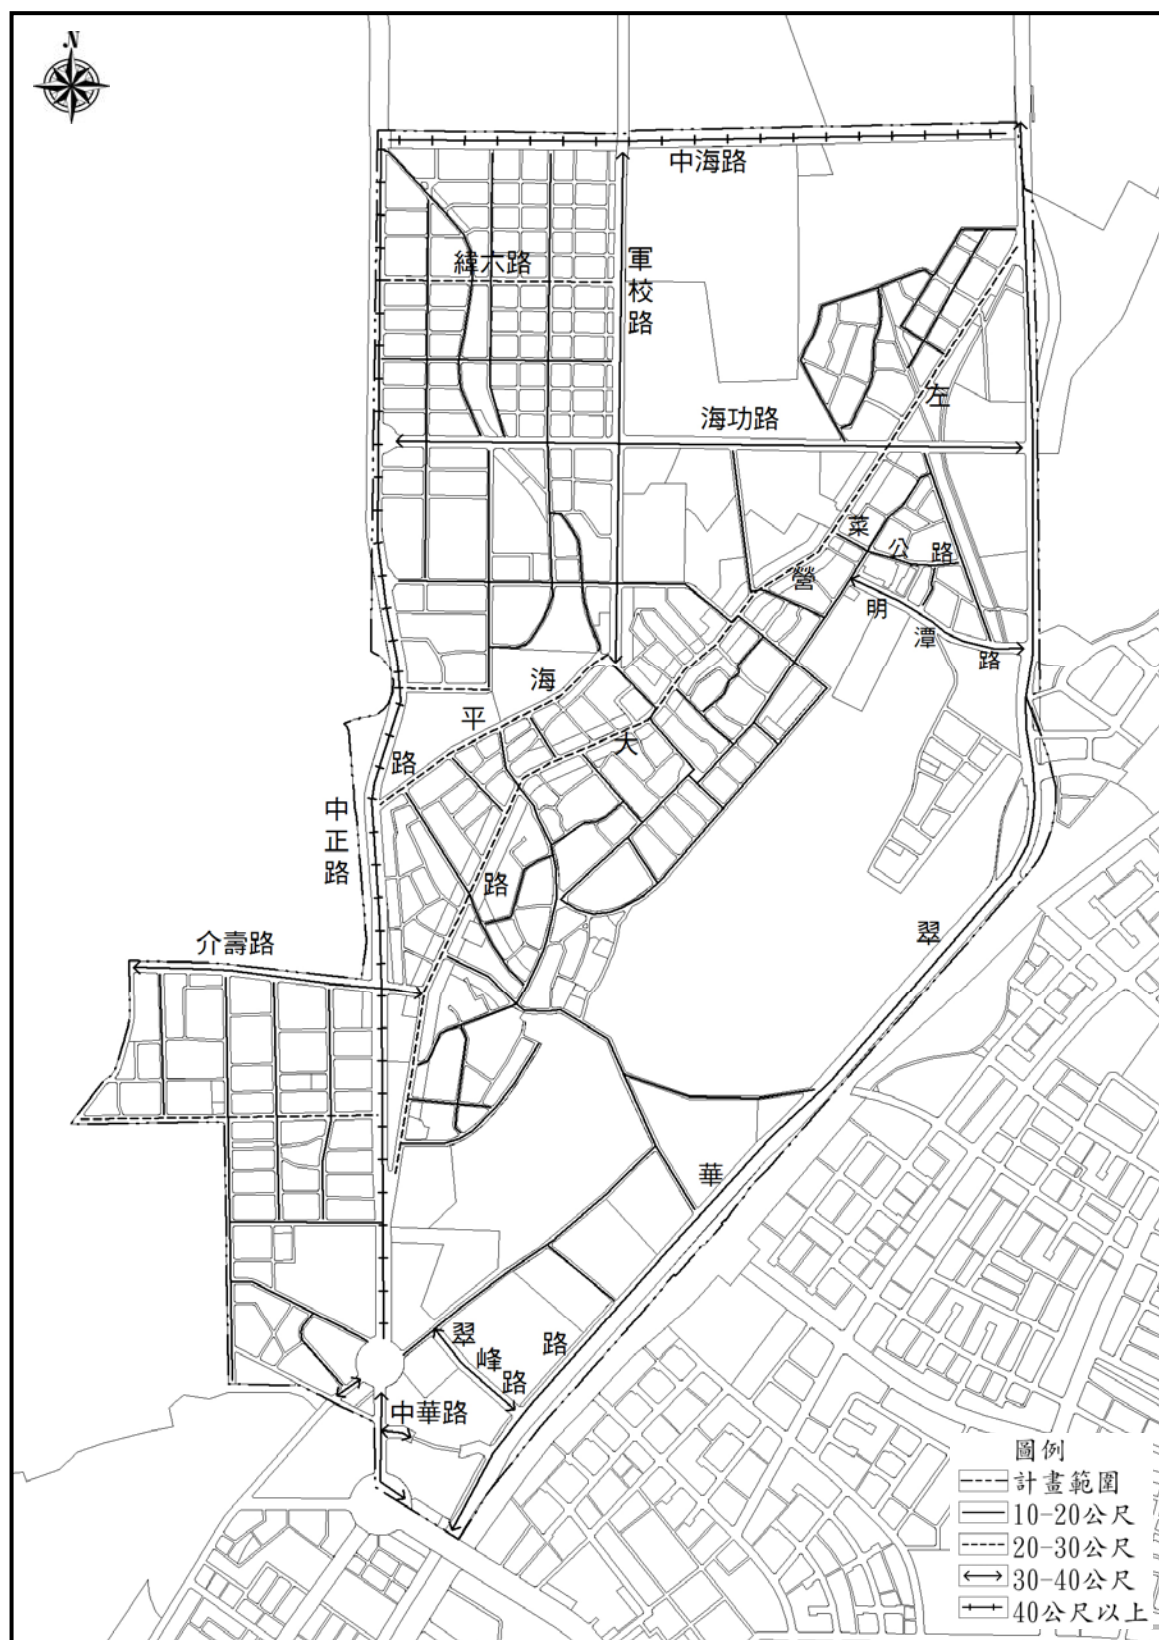 N
中海路
緯六路
軍校路
左
海功路
菜公路
營
明潭路
海
平
大
路
中正路
路
翠
介壽路
華
翠峰路
路
中華路
圖例
計畫範圍
10-20公尺
20-30公尺
30-40公尺
40公尺以上